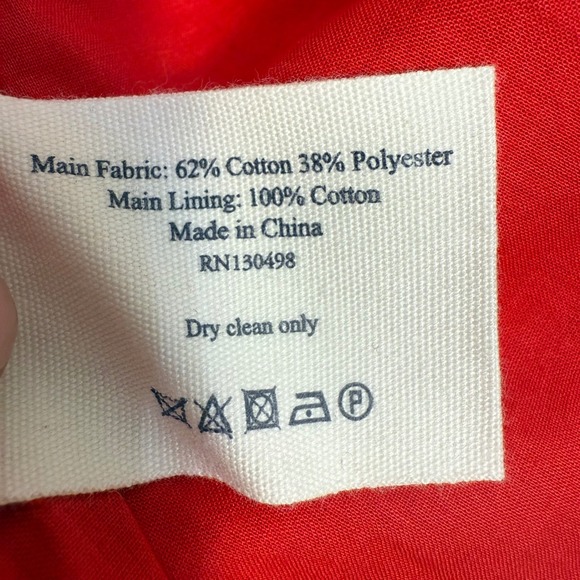 Main Fabric: 62% Cotton 38% Polyester
Main Lining: 100% Cotton
Made in China
RN130498
Dry clean only
P